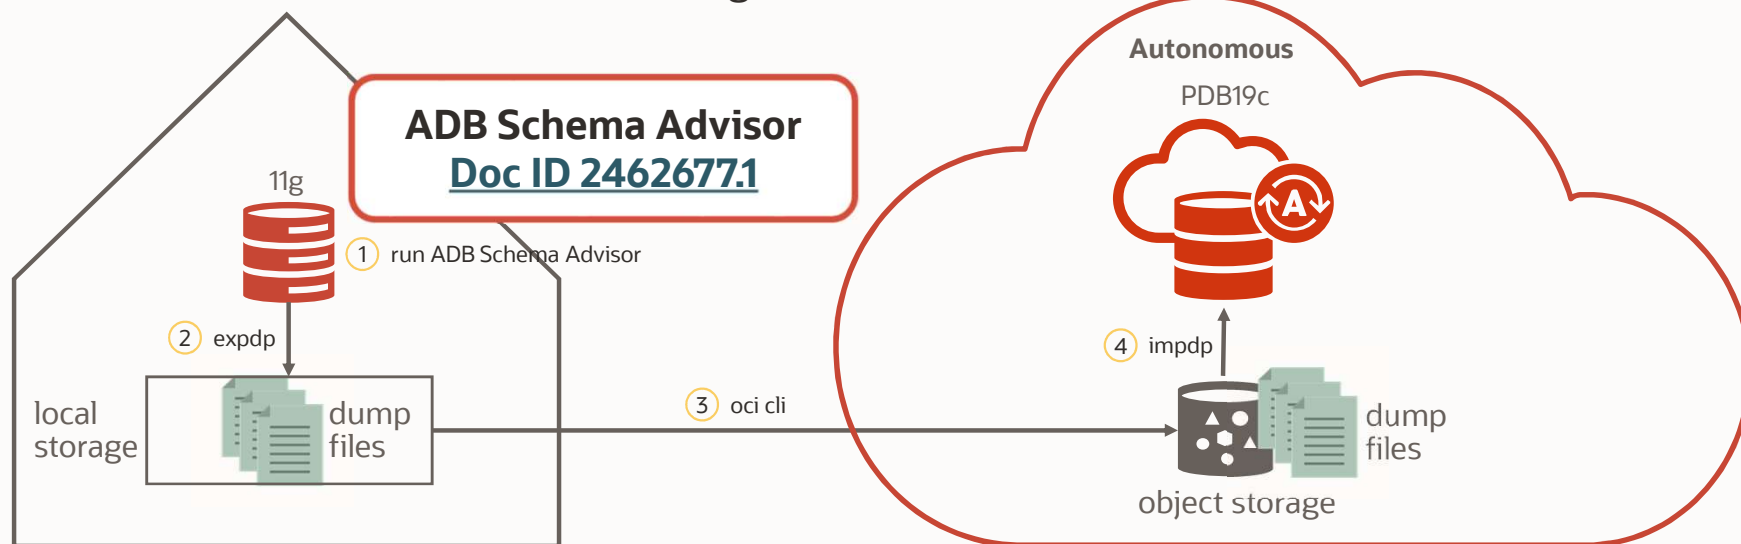 ADB Schema Advisor
Doc ID 2462677.1
11g
1 run ADB Schema Advisor
2 expdp
local
storage
dump
files
3 oci cli
Autonomous
PDB19c
A
4 impdp
dump
files
object storage